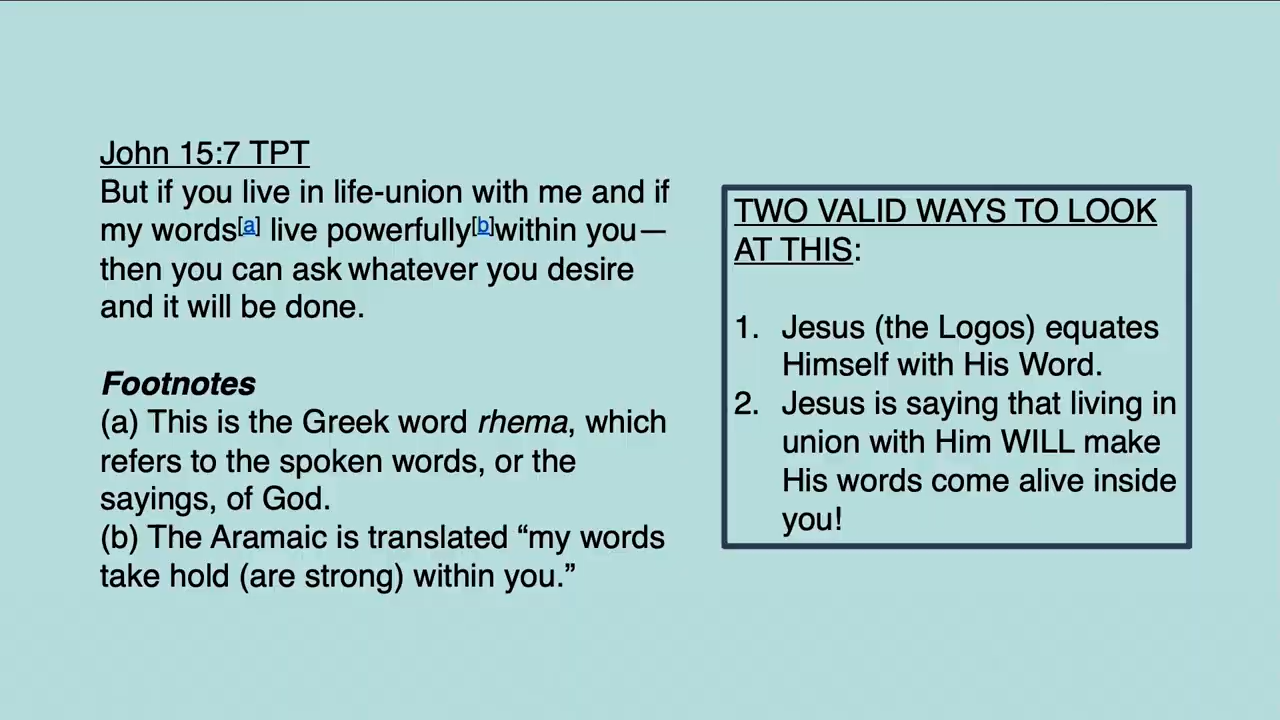 John 15:7 TPT
But if you live in life-union with me and if
my words[a] live powerfully[b]within you—
then you can ask whatever you desire
and it will be done.
Footnotes
(a) This is the Greek word rhema, which
refers to the spoken words, or the
sayings, of God.
(b) The Aramaic is translated “my words
take hold (are strong) within you.”
TWO VALID WAYS TO LOOK
AT THIS:
1. Jesus (the Logos) equates
Himself with His Word.
2. Jesus is saying that living in
union with Him WILL make
His words come alive inside
you!